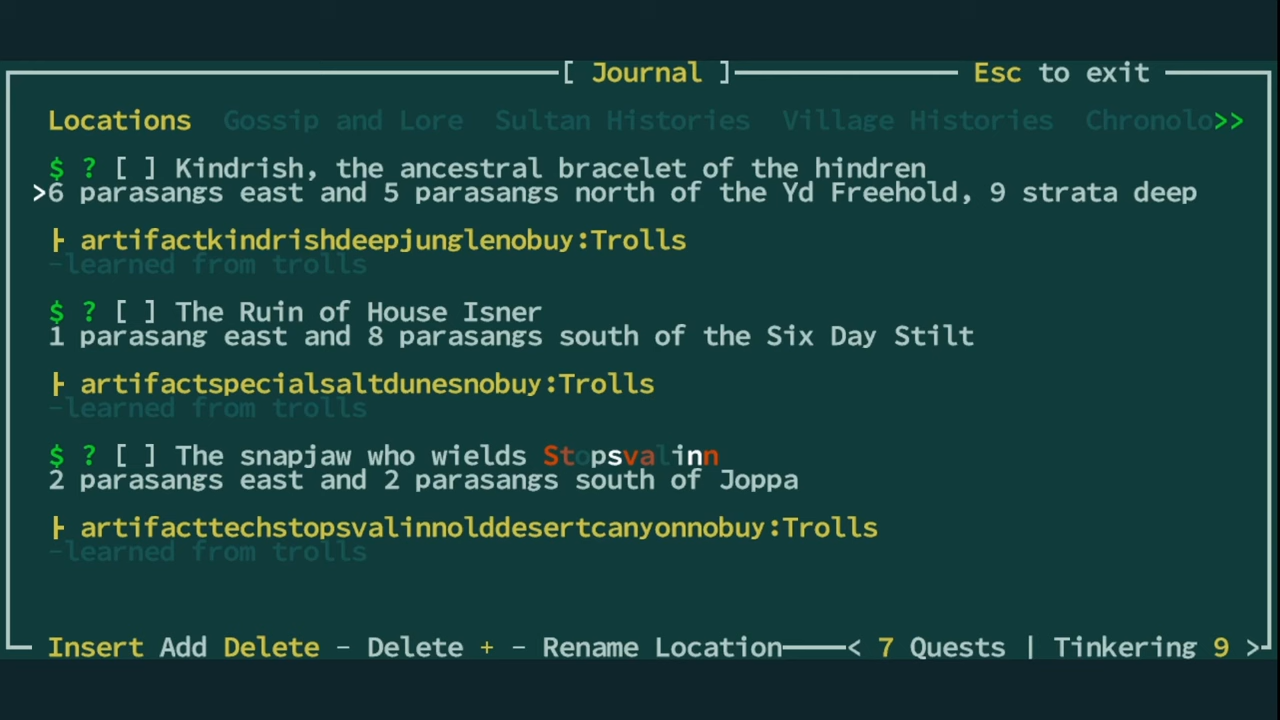 [ Journal ] Esc to exit
Locations Gossip and Lore Sultan Histories Village Histories Chronolo>>
$ ? [ ] Kindrish, the ancestral bracelet of the hindren
>6 parasangs east and 5 parasangs north of the Yd Freehold, 9 strata deep
├ artifactkindrishdeepjunglenobuy:Trolls
-learned from trolls
$ ? [ ] The Ruin of House Isner
1 parasang east and 8 parasangs south of the Six Day Stilt
├ artifactspecialsaltdunesnobuy:Trolls
-learned from trolls
$ ? [ ] The snapjaw who wields Stopsvalinn
2 parasangs east and 2 parasangs south of Joppa
├ artifacttechstopsvalinnolddesertcanyonnobuy:Trolls
-learned from trolls
Insert Add Delete - Delete + - Rename Location < 7 Quests | Tinkering 9 >